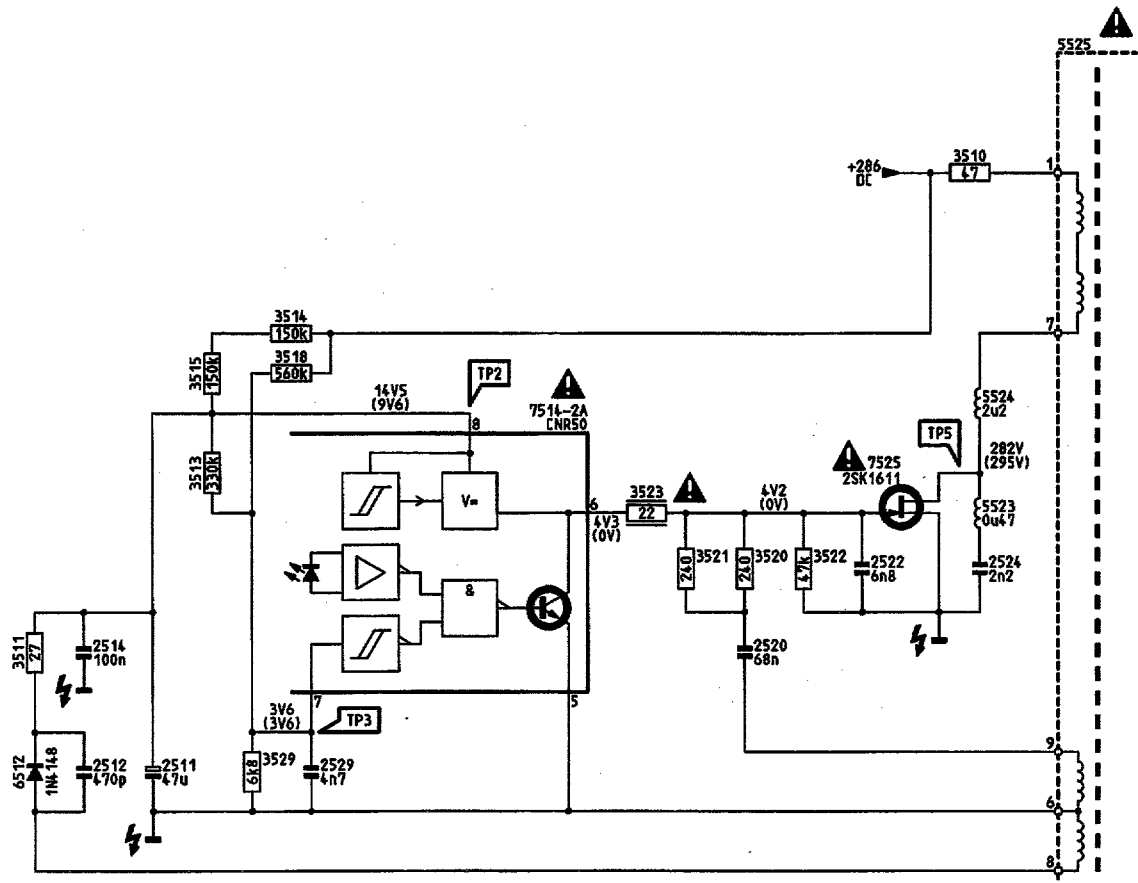 5525
1
3510
47
+286
DC
3514
150k
7
3518
560k
3515
150k
TP2
14V5
(9V6)
7514-2A
CNR50
8
5524
2u2
TP5
282V
(295V)
7525
2SK1611
3513
330k
V=
6
4V3
(0V)
3523
22
4V2
(0V)
5523
0u47
3521
240
3520
240
3522
47k
2522
6n8
2524
2n2
&
3511
27
2514
100n
2520
68n
7
5
3V6
(3V6)
TP3
9
6512
1N4148
2512
470p
2511
47u
3529
6k8
2529
4n7
6
8